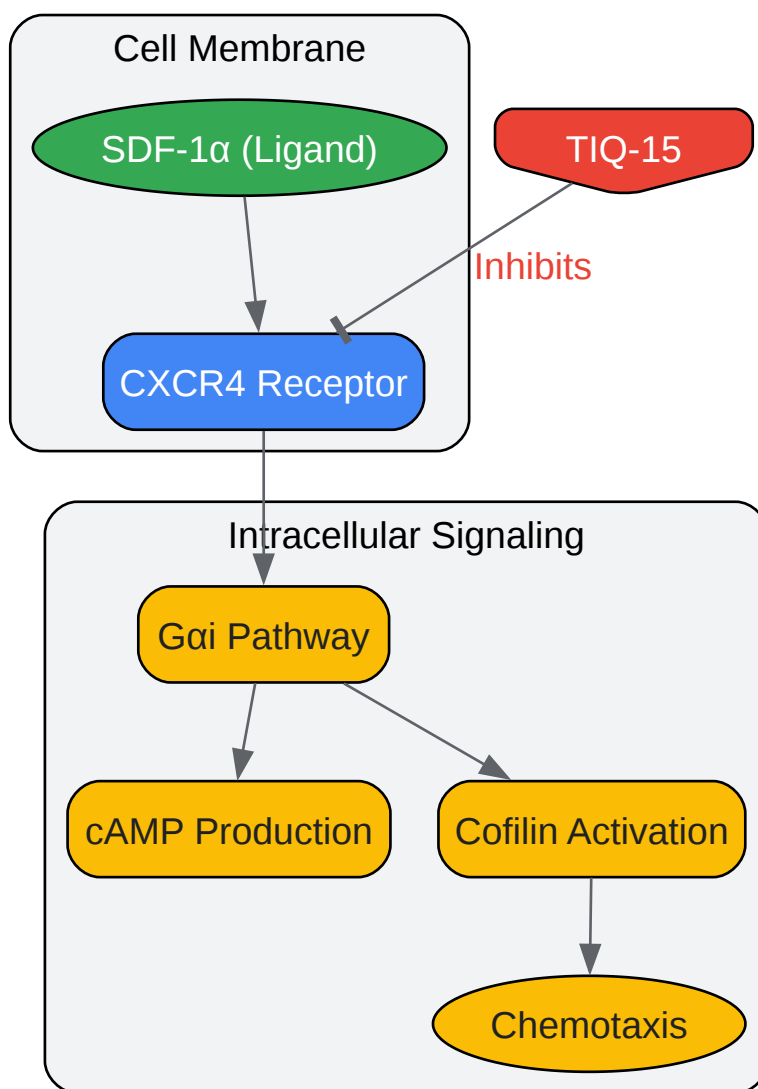 Cell Membrane
SDF-1α (Ligand)
TIQ-15
Inhibits
CXCR4 Receptor
Intracellular Signaling
Gαi Pathway
cAMP Production
Cofilin Activation
Chemotaxis